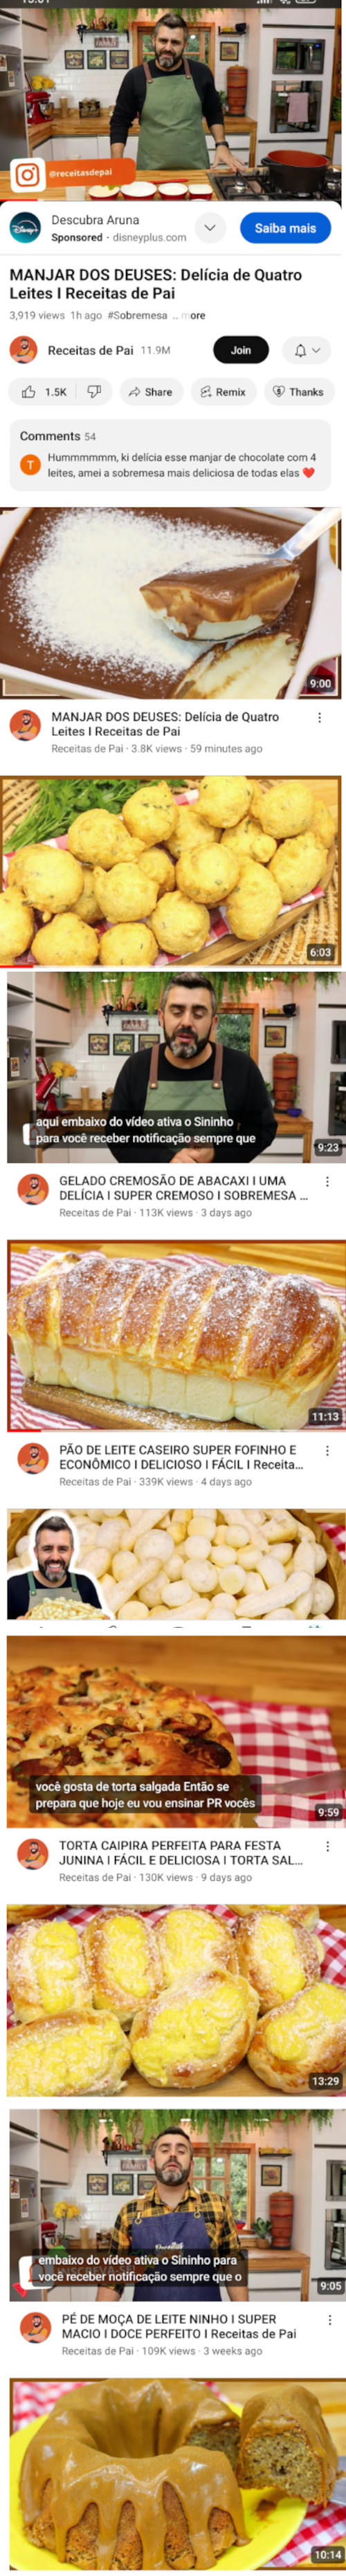 FAMILY
@receitasdepai
Disney+
Descubra Aruna
Sponsored · disneyplus.com
Saiba mais
MANJAR DOS DEUSES: Delícia de Quatro
Leites I Receitas de Pai
3,919 views 1h ago #Sobremesa ...more
Receitas de Pai 11.9M
Join
1.5K
Share
Remix
Thanks
Comments 54
T
Hummmmmm, ki delícia esse manjar de chocolate com 4
leites, amei a sobremesa mais deliciosa de todas elas ❤️
9:00
MANJAR DOS DEUSES: Delícia de Quatro
Leites I Receitas de Pai
Receitas de Pai · 3.8K views · 59 minutes ago
6:03
aqui embaixo do vídeo ativa o Sininho
para você receber notificação sempre que
9:23
GELADO CREMOSÃO DE ABACAXI I UMA
DELÍCIA I SUPER CREMOSO I SOBREMESA ...
Receitas de Pai · 113K views · 3 days ago
11:13
PÃO DE LEITE CASEIRO SUPER FOFINHO E
ECONÔMICO I DELICIOSO I FÁCIL I Receita...
Receitas de Pai · 339K views · 4 days ago
você gosta de torta salgada Então se
prepara que hoje eu vou ensinar PR vocês
9:59
TORTA CAIPIRA PERFEITA PARA FESTA
JUNINA I FÁCIL E DELICIOSA I TORTA SAL...
Receitas de Pai · 130K views · 9 days ago
13:29
FAMILY
embaixo do vídeo ativa o Sininho para
você receber notificação sempre que o
9:05
PÉ DE MOÇA DE LEITE NINHO I SUPER
MACIO I DOCE PERFEITO I Receitas de Pai
Receitas de Pai · 109K views · 3 weeks ago
10:14